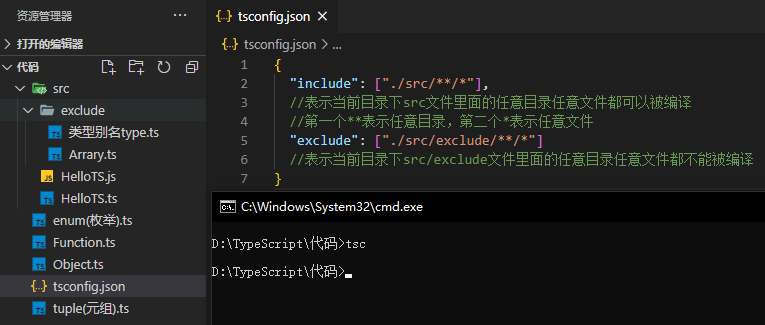 资源管理器
···
打开的编辑器
代码
src
exclude
类型别名type.ts
Arrary.ts
HelloTS.js
HelloTS.ts
enum(枚举).ts
Function.ts
Object.ts
tsconfig.json
tuple(元组).ts
tsconfig.json
tsconfig.json > ...
1 {
2 "include": ["./src/**/*"],
3 //表示当前目录下src文件里面的任意目录任意文件都可以被编译
4 //第一个**表示任意目录，第二个*表示任意文件
5 "exclude": ["./src/exclude/**/*"]
6 //表示当前目录下src/exclude文件里面的任意目录任意文件都不能被编译
7 }
C:\Windows\System32\cmd.exe
D:\TypeScript\代码>tsc
D:\TypeScript\代码>